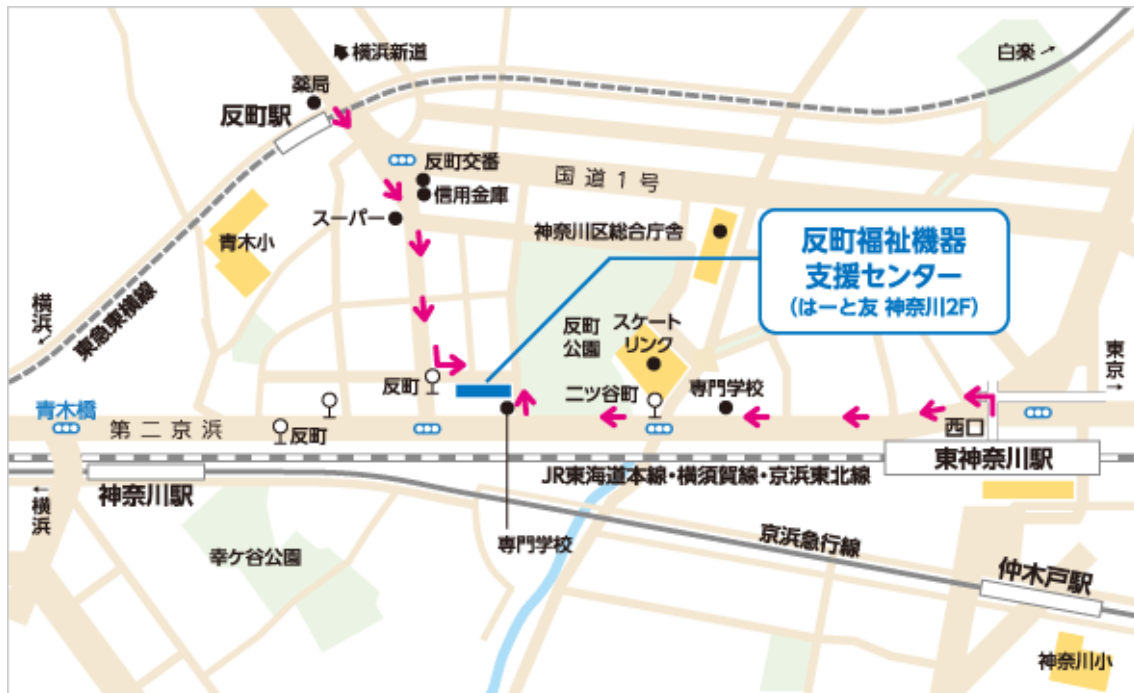 横浜新道
白楽→
薬局
反町駅
反町交番
国道1号
信用金庫
スーパー
神奈川区総合庁舎
反町福祉機器
支援センター
(はーと友 神奈川2F)
青木小
←横浜
東急東横線
反町
公園
スケート
リンク
東京→
反町
二ツ谷町
専門学校
青木橋
第二京浜
反町
西口
東神奈川駅
JR東海道本線・横須賀線・京浜東北線
←横浜
神奈川駅
専門学校
京浜急行線
幸ケ谷公園
仲木戸駅
神奈川小